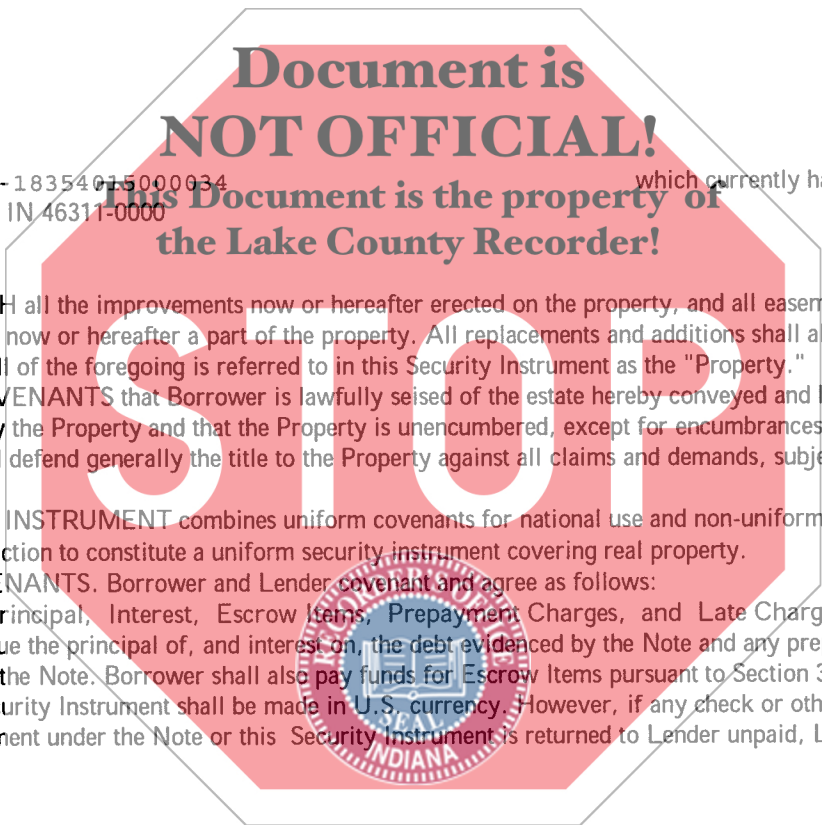 Document is
NOT OFFICIAL!
-18354015000034 which currently ha
This Document is the property of
IN 46311-0000
the Lake County Recorder!
H all the improvements now or hereafter erected on the property, and all easem
now or hereafter a part of the property. All replacements and additions shall al
ll of the foregoing is referred to in this Security Instrument as the "Property."
VENANTS that Borrower is lawfully seised of the estate hereby conveyed and
y the Property and that the Property is unencumbered, except for encumbrances
defend generally the title to the Property against all claims and demands, subje
STOP
INSTRUMENT combines uniform covenants for national use and non-uniform
ction to constitute a uniform security instrument covering real property.
ENANTS. Borrower and Lender covenant and agree as follows:
rincipal, Interest, Escrow Items, Prepayment Charges, and Late Charg
ue the principal of, and interest on, the debt evidenced by the Note and any pre
the Note. Borrower shall also pay funds for Escrow Items pursuant to Section 3
urity Instrument shall be made in U.S. currency. However, if any check or oth
ment under the Note or this Security Instrument is returned to Lender unpaid, L
SEAL
INDIANA